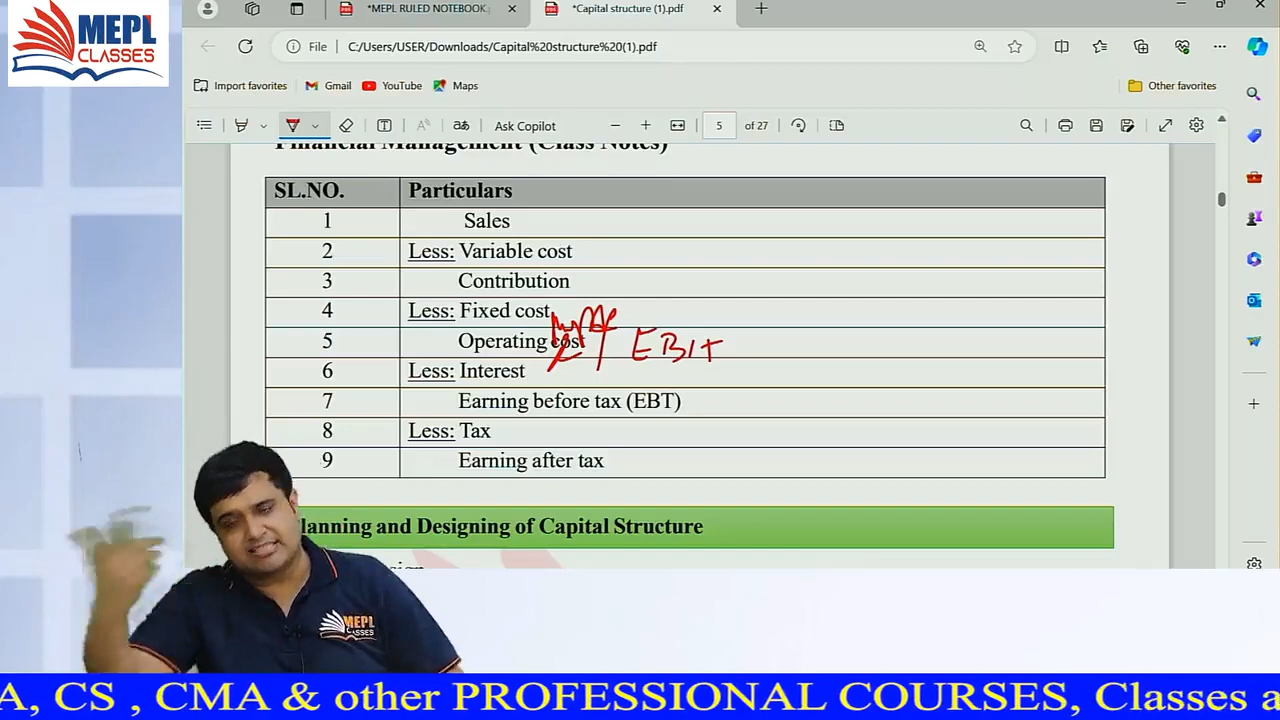 MEPL
CLASSES
*MEPL RULED NOTEBOOK.
*Capital structure (1).pdf
File
C:/Users/USER/Downloads/Capital%20structure%20(1).pdf
Import favorites
Gmail
YouTube
Maps
Other favorites
Ask Copilot
5 of 27
Financial Management (Class Notes)
SL.NO. Particulars
1 Sales
2 Less: Variable cost
3 Contribution
4 Less: Fixed cost
5 Operating cost EBIT
6 Less: Interest
7 Earning before tax (EBT)
8 Less: Tax
9 Earning after tax
lanning and Designing of Capital Structure
MEPL
CLASSES
A, CS , CMA & other PROFESSIONAL COURSES, Classes a